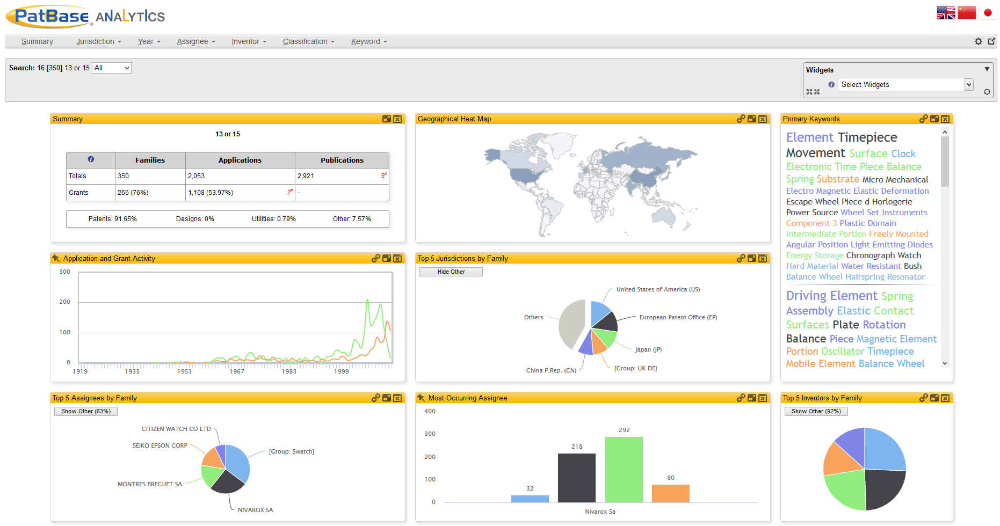 PatBase® ANALYTICS
Summary Jurisdiction Year Assignee Inventor Classification Keyword
Search: 16 [350] 13 or 15 All
Widgets
Select Widgets
Summary
13 or 15
Families Applications Publications
Totals 350 2,053 2,921 5#
Grants 266 (76%) 1,108 (53.97%) 2# -
Patents: 91.65% Designs: 0% Utilities: 0.79% Other: 7.57%
Geographical Heat Map
Primary Keywords
Element Timepiece
Movement Surface Clock
Electronic Time Piece Balance
Spring Substrate Micro Mechanical
Electro Magnetic Elastic Deformation
Escape Wheel Piece d Horlogerie
Power Source Wheel Set Instruments
Component 3 Plastic Domain
Intermediate Portion Freely Mounted
Angular Position Light Emitting Diodes
Energy Storage Chronograph Watch
Hard Material Water Resistant Bush
Balance Wheel Hairspring Resonator
Driving Element Spring
Assembly Elastic Contact
Surfaces Plate Rotation
Balance Piece Magnetic Element
Portion Oscillator Timepiece
Mobile Element Balance Wheel
Application and Grant Activity
300
200
100
0
1919 1935 1951 1967 1983 1999
Top 5 Jurisdictions by Family
Hide Other
United States of America (US)
Others
European Patent Office (EP)
Japan (JP)
[Group: UK DE]
China P.Rep. (CN)
Top 5 Assignees by Family
Show Other (63%)
CITIZEN WATCH CO LTD
SEIKO EPSON CORP
[Group: Swatch]
MONTRES BREGUET SA
NIVAROX SA
Most Occurring Assignee
400
300
200
100
0
32
218
292
80
Nivarox Sa
Top 5 Inventors by Family
Show Other (92%)